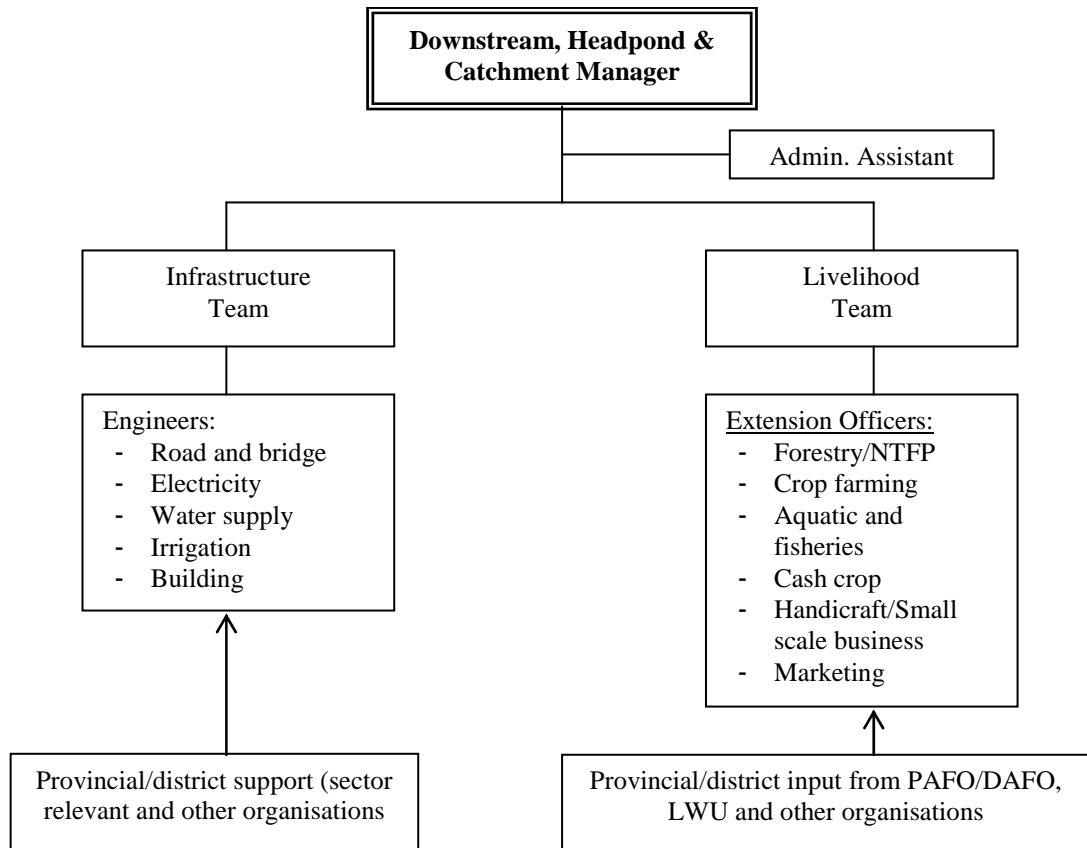 Downstream, Headpond &
Catchment Manager
Admin. Assistant
Infrastructure
Team
Livelihood
Team
Engineers:
- Road and bridge
- Electricity
- Water supply
- Irrigation
- Building
Extension Officers:
- Forestry/NTFP
- Crop farming
- Aquatic and
fisheries
- Cash crop
- Handicraft/Small
scale business
- Marketing
Provincial/district support (sector
relevant and other organisations
Provincial/district input from PAFO/DAFO,
LWU and other organisations